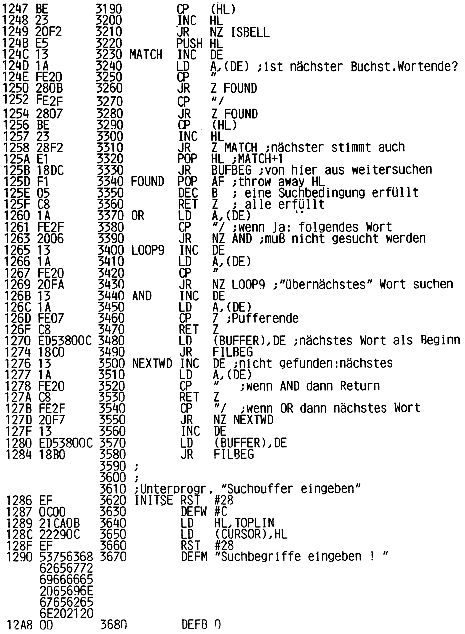 1247 BE 3190 CP (HL)
1248 23 3200 INC HL
1249 20F2 3210 JR NZ ISBELL
124B E5 3220 PUSH HL
124C 13 3230 MATCH INC DE
124D 1A 3240 LD A,(DE) ;ist nächster Buchst.Wortende?
124E FE20 3250 CP "
1250 280B 3260 JR Z FOUND
1252 FE2F 3270 CP "/
1254 2807 3280 JR Z FOUND
1256 BE 3290 CP (HL)
1257 23 3300 INC HL
1258 28F2 3310 JR Z MATCH ;nächster stimmt auch
125A E1 3320 POP HL ;MATCH+1
125B 18DC 3330 JR BUFBEG ;von hier aus weitersuchen
125D F1 3340 FOUND POP AF ;throw away HL
125E 05 3350 DEC B ; eine Suchbedingung erfüllt
125F C8 3360 RET Z ; alle erfüllt
1260 1A 3370 OR LD A,(DE)
1261 FE2F 3380 CP "/ ;wenn Ja: folgendes Wort
1263 2006 3390 JR NZ AND ;muß nicht gesucht werden
1265 13 3400 LOOP9 INC DE
1266 1A 3410 LD A,(DE)
1267 FE20 3420 CP "
1269 20FA 3430 JR NZ LOOP9 ;"übernächstes" Wort suchen
126B 13 3440 AND INC DE
126C 1A 3450 LD A,(DE)
126D FE07 3460 CP 7 ;Pufferende
126F C8 3470 RET Z
1270 ED53800C 3480 LD (BUFFER),DE ;nächstes Wort als Beginn
1274 18C0 3490 JR FILBEG
1276 13 3500 NEXTWD INC DE ;nicht gefunden:nächstes
1277 1A 3510 LD A,(DE)
1278 FE20 3520 CP " ;wenn AND dann Return
127A C8 3530 RET Z
127B FE2F 3540 CP "/ ;wenn OR dann nächstes Wort
127D 20F7 3550 JR NZ NEXTWD
127F 13 3560 INC DE
1280 ED53800C 3570 LD (BUFFER),DE
1284 18B0 3580 JR FILBEG
3590 ;
3600 ;
3610 ;Unterprogr. "Suchouffer eingeben"
1286 EF 3620 INITSE RST #28
1287 0C00 3630 DEFW #C
1289 21CA0B 3640 LD HL,TOPLIN
128C 22290C 3650 LD (CURSOR),HL
128F EF 3660 RST #28
1290 53756368 3670 DEFM "Suchbegriffe eingeben ! "
62656772
69666665
2065696E
67656265
6E202120
12A8 00 3680 DEFB 0